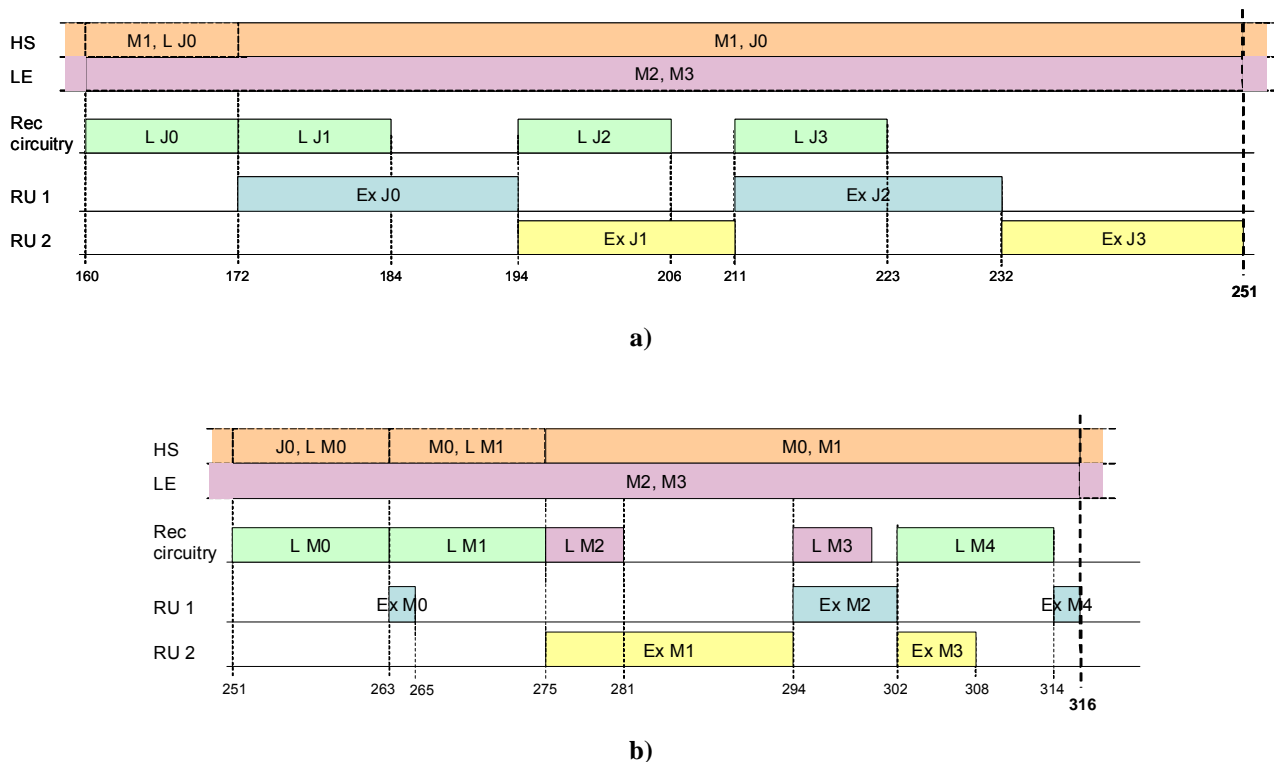 HS M1, L J0 M1, J0
LE M2, M3
Rec circuitry L J0 L J1 L J2 L J3
RU 1 Ex J0 Ex J2
RU 2 Ex J1 Ex J3
160 172 184 194 206 211 223 232 251
a)
HS J0, L M0 M0, L M1 M0, M1
LE M2, M3
Rec circuitry L M0 L M1 L M2 L M3 L M4
RU 1 Ex M0 Ex M2 Ex M4
RU 2 Ex M1 Ex M3
251 263 265 275 281 294 302 308 314 316
b)